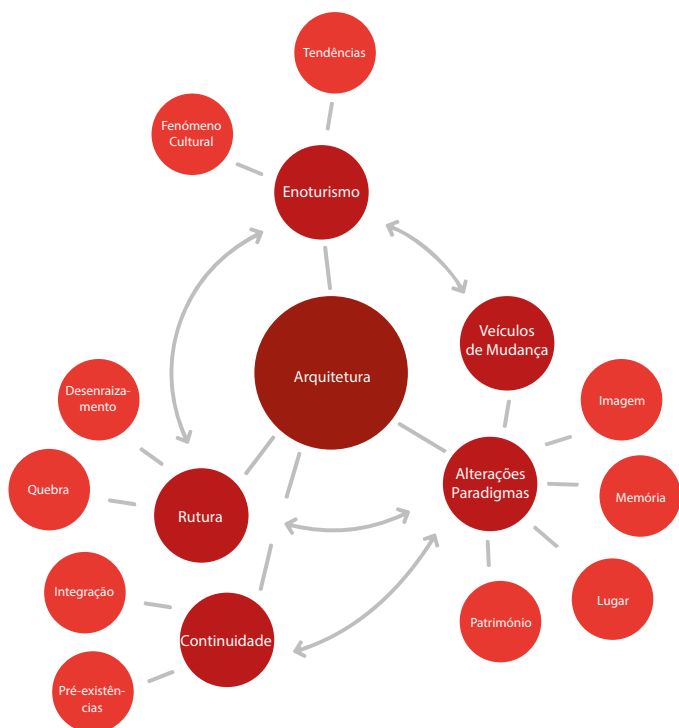 Tendências
Fenómeno
Cultural
Enoturismo
Veículos
de Mudança
Arquitetura
Desenraiza-
mento
Imagem
Quebra
Rutura
Alterações
Paradigmas
Memória
Integração
Lugar
Património
Continuidade
Pré-existên-
cias